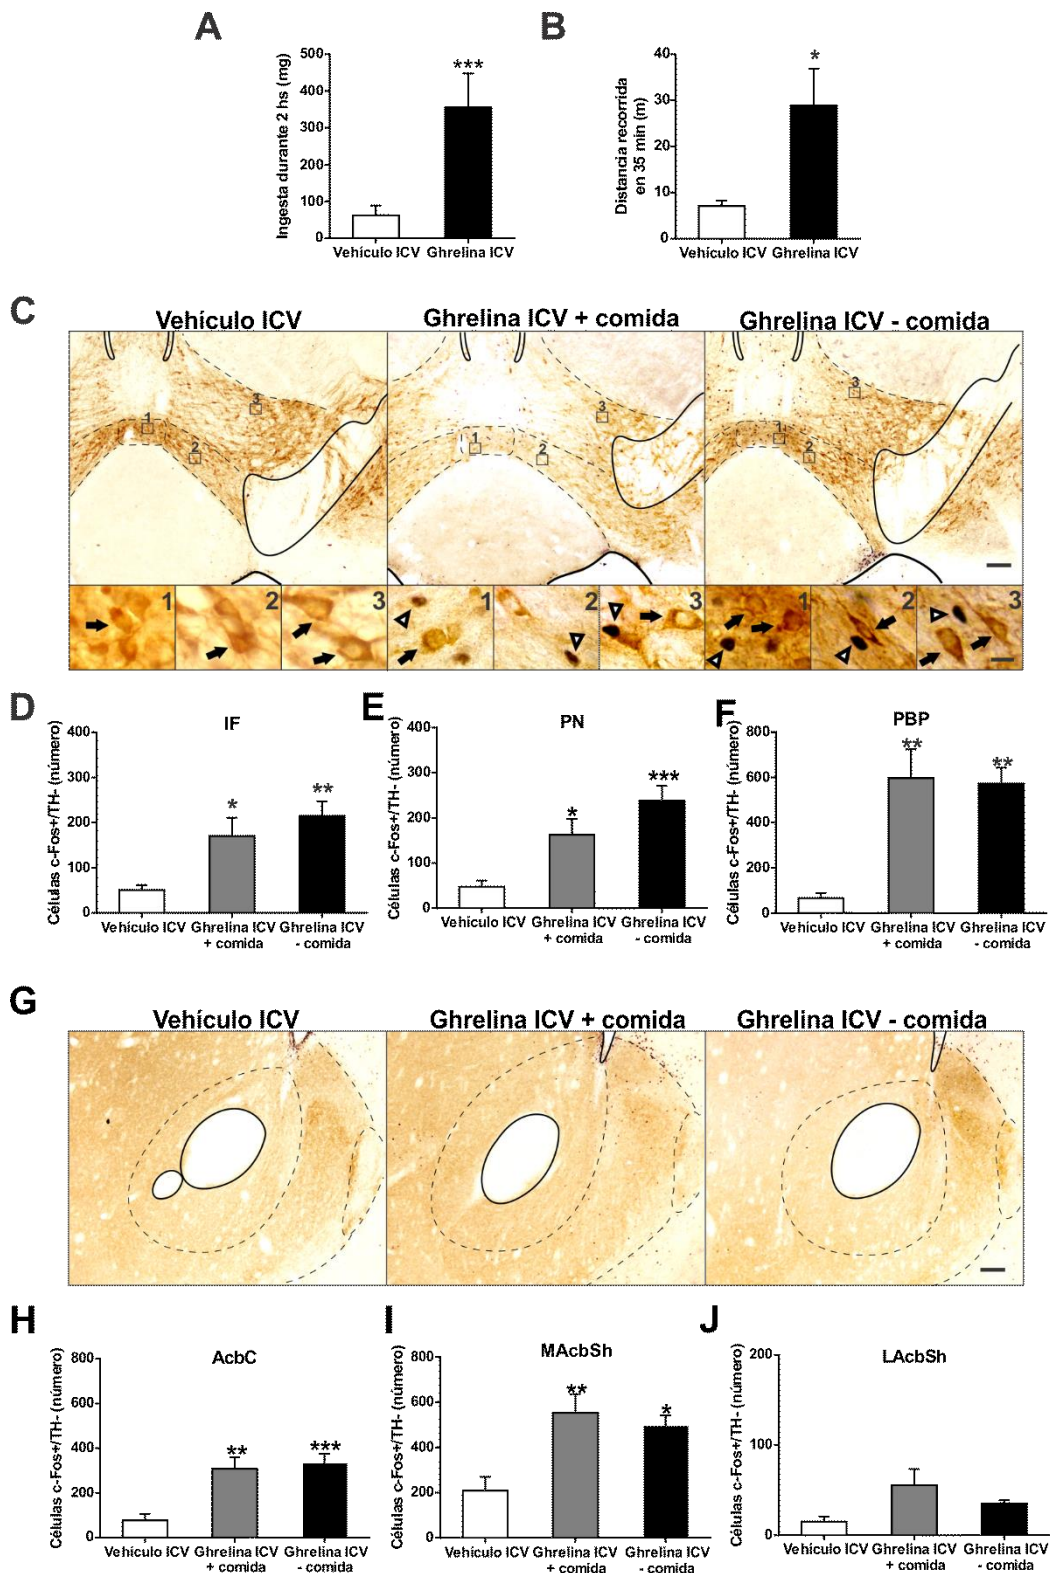 A
B
Ingesta durante 2 hs (mg)
500
400
300
200
100
0
***
Vehículo ICV
Ghrelina ICV
Distancia recorrida
en 35 min (m)
40
30
20
10
0
*
Vehículo ICV
Ghrelina ICV
C
Vehículo ICV
Ghrelina ICV + comida
Ghrelina ICV - comida
1
2
3
1
2
3
1
2
3
1
2
3
1
2
3
1
2
3
D
IF
Células c-Fos+/TH- (número)
400
300
200
100
0
*
**
Vehículo ICV
Ghrelina ICV
+ comida
Ghrelina ICV
- comida
E
PN
Células c-Fos+/TH- (número)
400
300
200
100
0
*
***
Vehículo ICV
Ghrelina ICV
+ comida
Ghrelina ICV
- comida
F
PBP
Células c-Fos+/TH- (número)
800
600
400
200
0
**
**
Vehículo ICV
Ghrelina ICV
+ comida
Ghrelina ICV
- comida
G
Vehículo ICV
Ghrelina ICV + comida
Ghrelina ICV - comida
H
AcbC
Células c-Fos+/TH- (número)
800
600
400
200
0
**
***
Vehículo ICV
Ghrelina ICV
+ comida
Ghrelina ICV
- comida
I
MAcbSh
Células c-Fos+/TH- (número)
800
600
400
200
0
**
*
Vehículo ICV
Ghrelina ICV
+ comida
Ghrelina ICV
- comida
J
LAcbSh
Células c-Fos+/TH- (número)
200
100
0
Vehículo ICV
Ghrelina ICV
+ comida
Ghrelina ICV
- comida